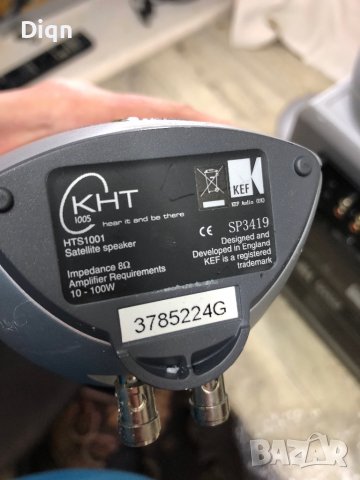 Diqn
Diqn
KHT
1005
hear it and be there
HTS1001
Satellite speaker
Impedance 8Ω
Amplifier Requirements
10 - 100W
KEF
KEF Audio (UK)
CE SP3419
Designed and
Developed in England
KEF is a registered
trademark
3785224G
BAZAR